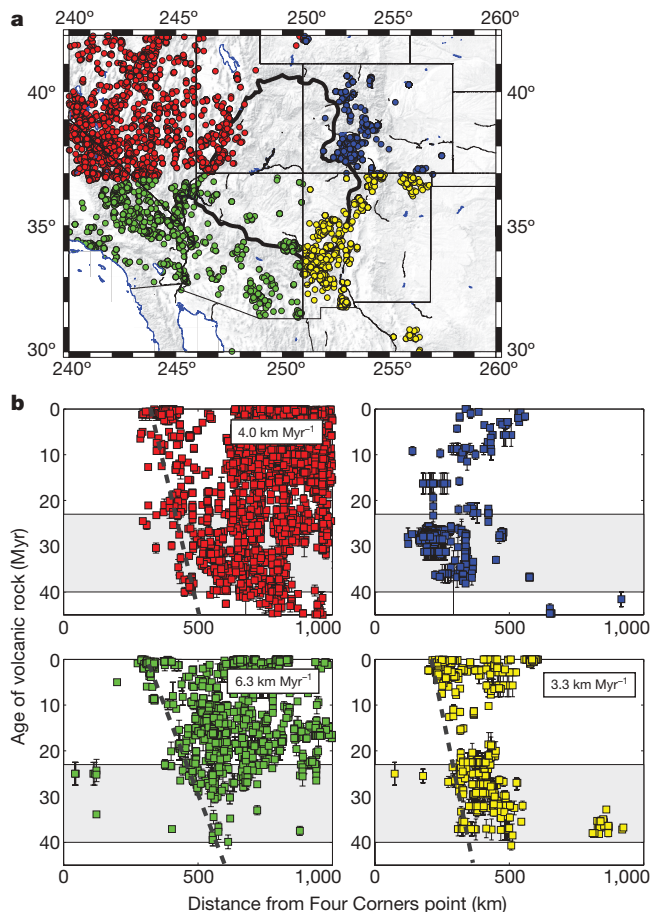 a
240° 245° 246° 250° 252° 255° 260°
40° 40°
35° 35°
30° 30°
240° 245° 250° 255° 260°
b
0 0
4.0 km Myr⁻¹
10 10
20 20
30 30
40 40
0 500 1,000 0 500 1,000
Age of volcanic rock (Myr)
0 0
6.3 km Myr⁻¹ 3.3 km Myr⁻¹
10 10
20 20
30 30
40 40
0 500 1,000 0 500 1,000
Distance from Four Corners point (km)